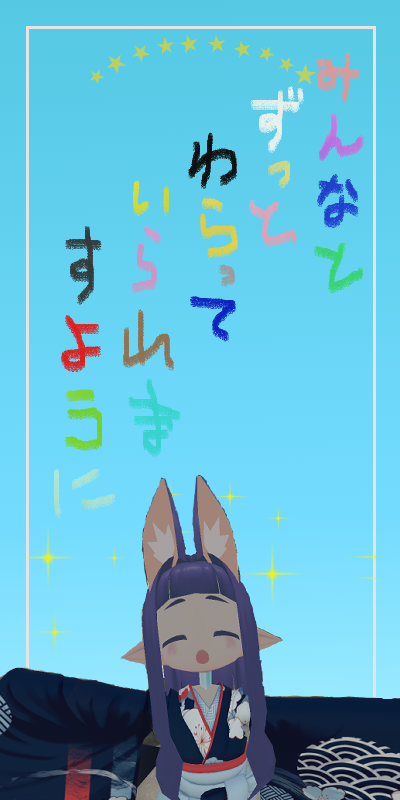 みんなと
ずっと
わらって
いられま
すように